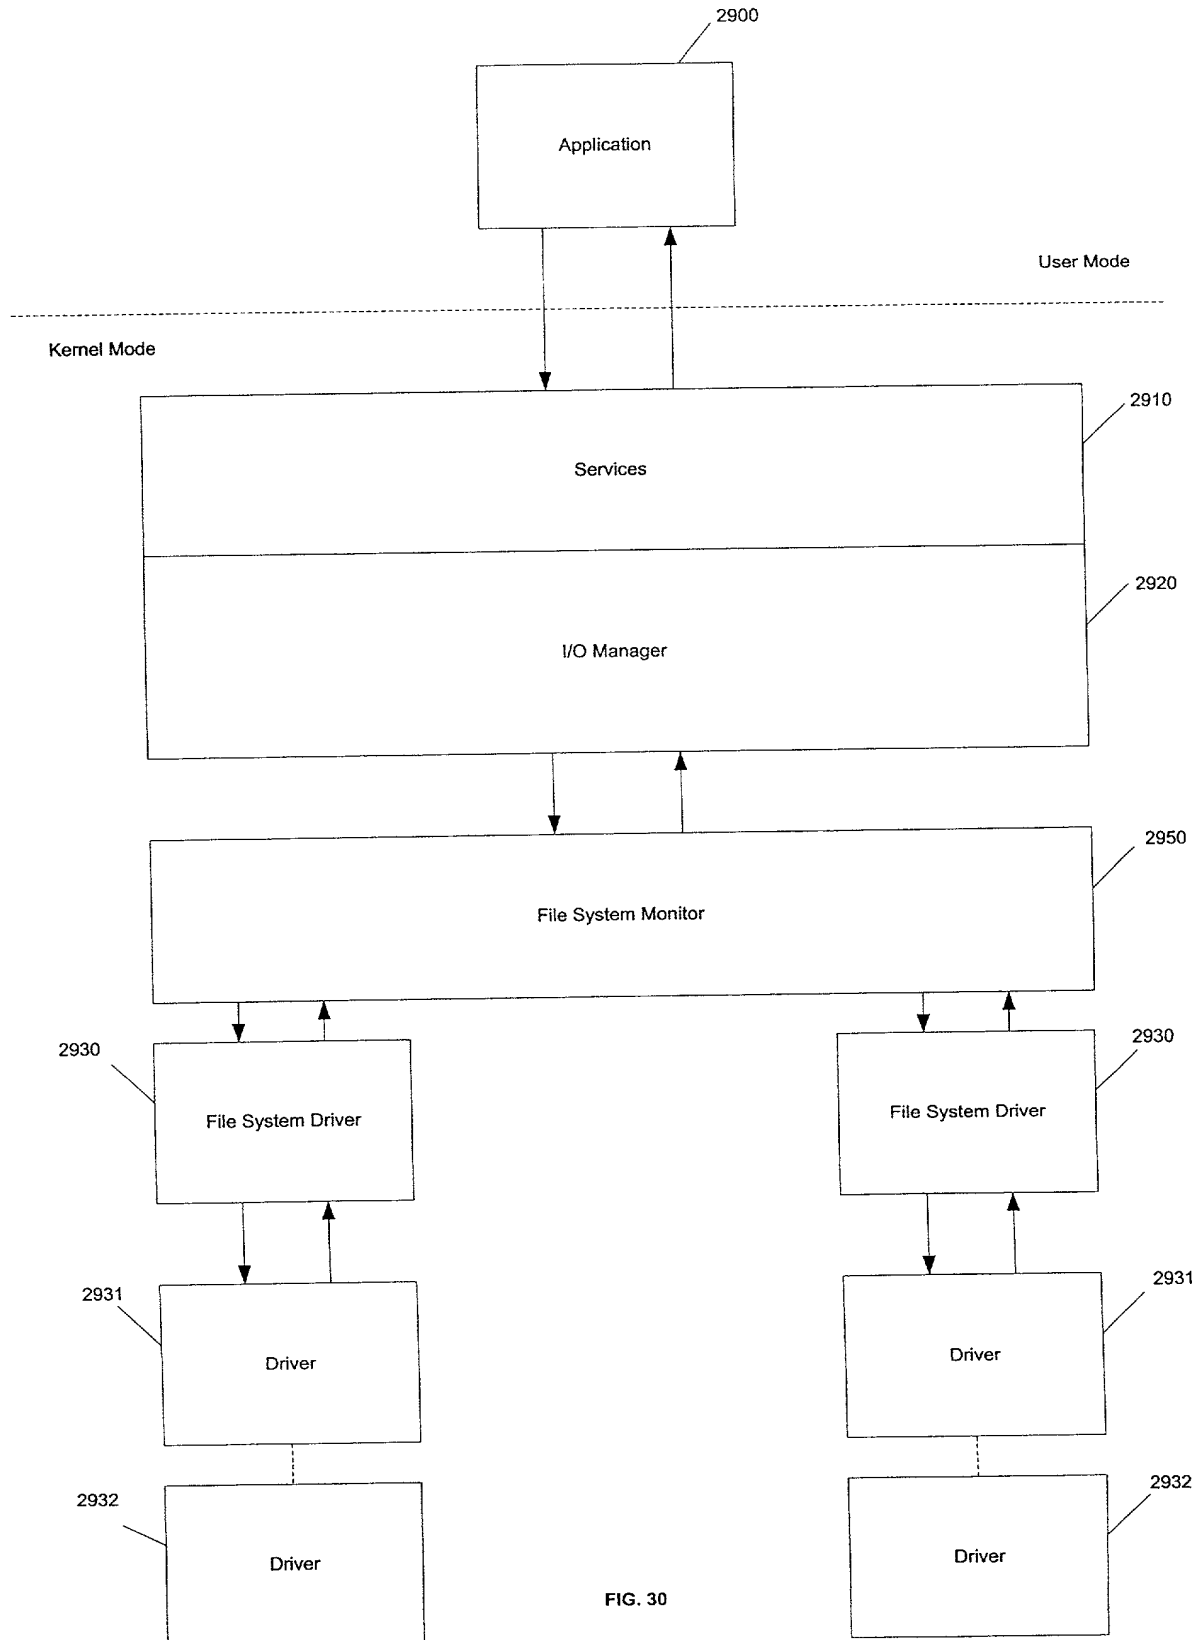 2900
Application
User Mode
Kernel Mode
2910
Services
2920
I/O Manager
2950
File System Monitor
2930
2930
File System Driver
File System Driver
2931
2931
Driver
Driver
2932
2932
Driver
Driver
FIG. 30